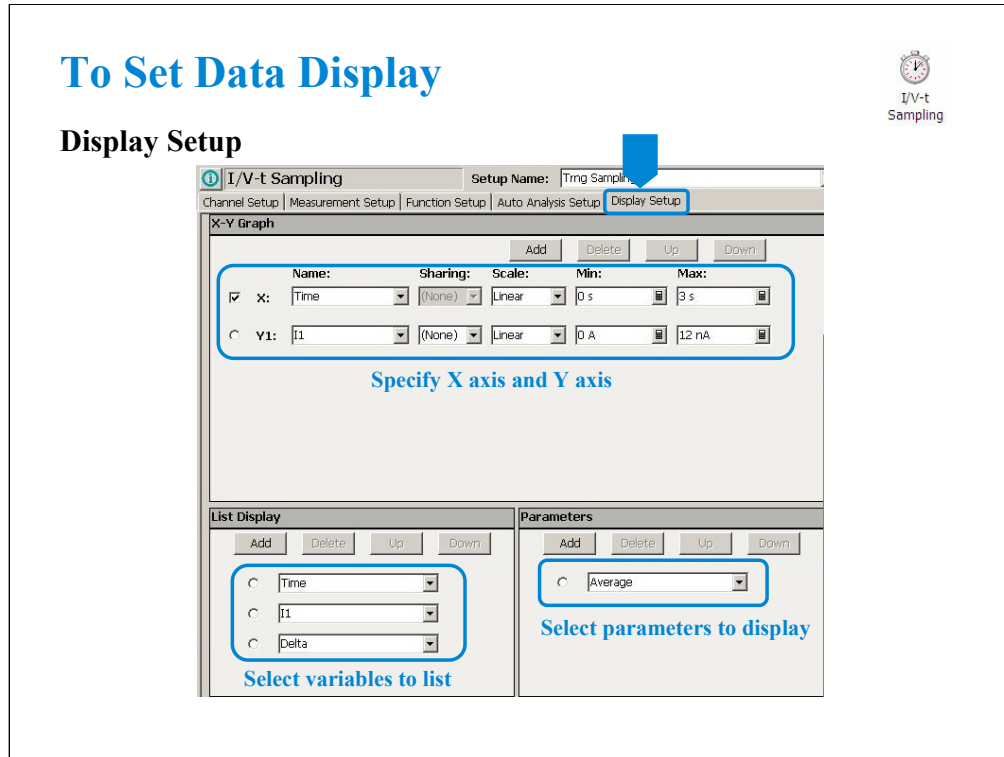 To Set Data Display
I/V-t
Sampling
Display Setup
I/V-t Sampling Setup Name: Trng Sampling
Channel Setup Measurement Setup Function Setup Auto Analysis Setup Display Setup
X-Y Graph
Add Delete Up Down
Name: Sharing: Scale: Min: Max:
X: Time (None) Linear 0 s 3 s
Y1: I1 (None) Linear 0 A 12 nA
Specify X axis and Y axis
List Display
Add Delete Up Down
Time
I1
Delta
Select variables to list
Parameters
Add Delete Up Down
Average
Select parameters to display